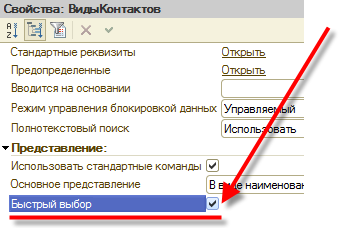 Свойства: ВидыКонтактов
Стандартные реквизиты Открыть
Предопределенные Открыть
Вводится на основании
Режим управления блокировкой данных Управляемый
Полнотекстовый поиск Использовать
Представление:
Использовать стандартные команды
Основное представление В виде наименован
Быстрый выбор